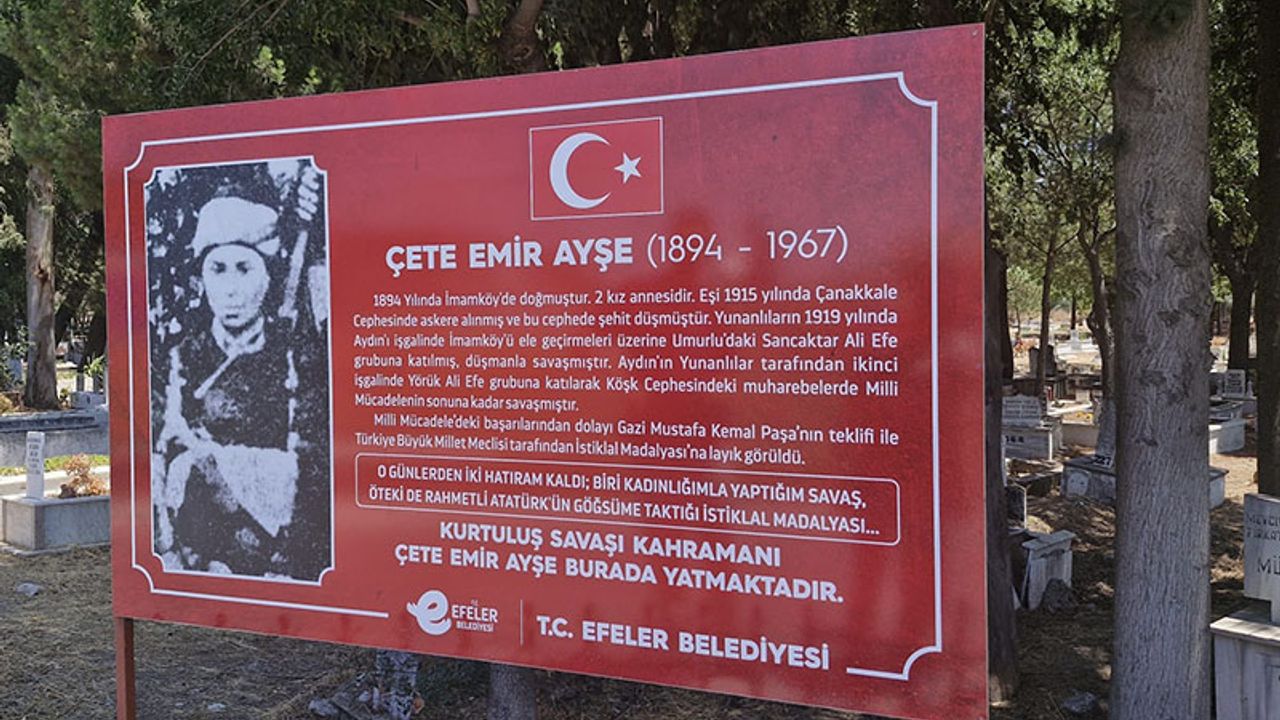 ÇETE EMİR AYŞE (1894 - 1967)
1894 Yılında İmamköy'de doğmuştur. 2 kız annesidir. Eşi 1915 yılında Çanakkale
Cephesinde askere alınmış ve bu cephede şehit düşmüştür. Yunanlıların 1919 yılında
Aydın'ı işgalinde İmamköy'ü ele geçirmeleri üzerine Umurlu'daki Sancaktar Ali Efe
grubuna katılmış, düşmanla savaşmıştır. Aydın'ın Yunanlılar tarafından ikinci
işgalinde Yörük Ali Efe grubuna katılarak Köşk Cephesindeki muharebelerde Milli
Mücadelenin sonuna kadar savaşmıştır.
Milli Mücadele'deki başarılarından dolayı Gazi Mustafa Kemal Paşa'nın teklifi ile
Türkiye Büyük Millet Meclisi tarafından İstiklal Madalyası'na layık görüldü.
O GÜNLERDEN İKİ HATIRAM KALDI; BİRİ KADINLIĞIMLA YAPTIĞIM SAVAŞ,
ÖTEKİ DE RAHMETLİ ATATÜRK'ÜN GÖĞSÜME TAKTIĞI İSTİKLAL MADALYASI...
KURTULUŞ SAVAŞI KAHRAMANI
ÇETE EMİR AYŞE BURADA YATMAKTADIR.
T.C.
EFELER
BELEDİYESİ
T.C. EFELER BELEDİYESİ